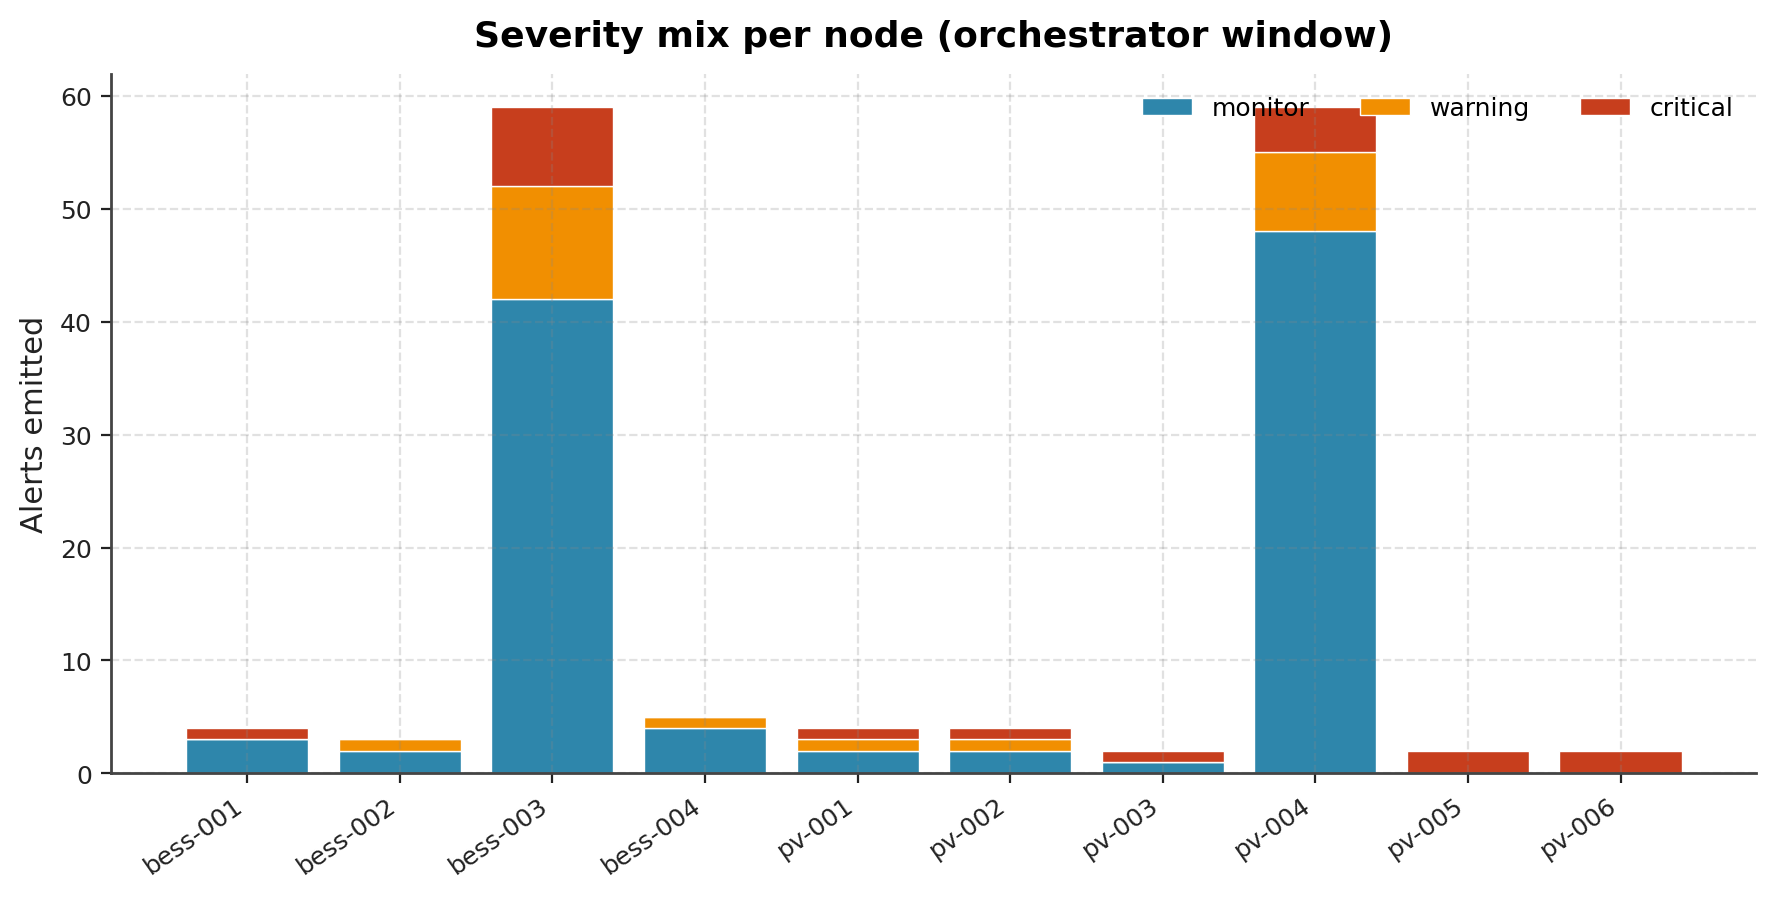 Severity mix per node (orchestrator window)
monitor warning critical
Alerts emitted
60
50
40
30
20
10
0
bess-001 bess-002 bess-003 bess-004 pv-001 pv-002 pv-003 pv-004 pv-005 pv-006